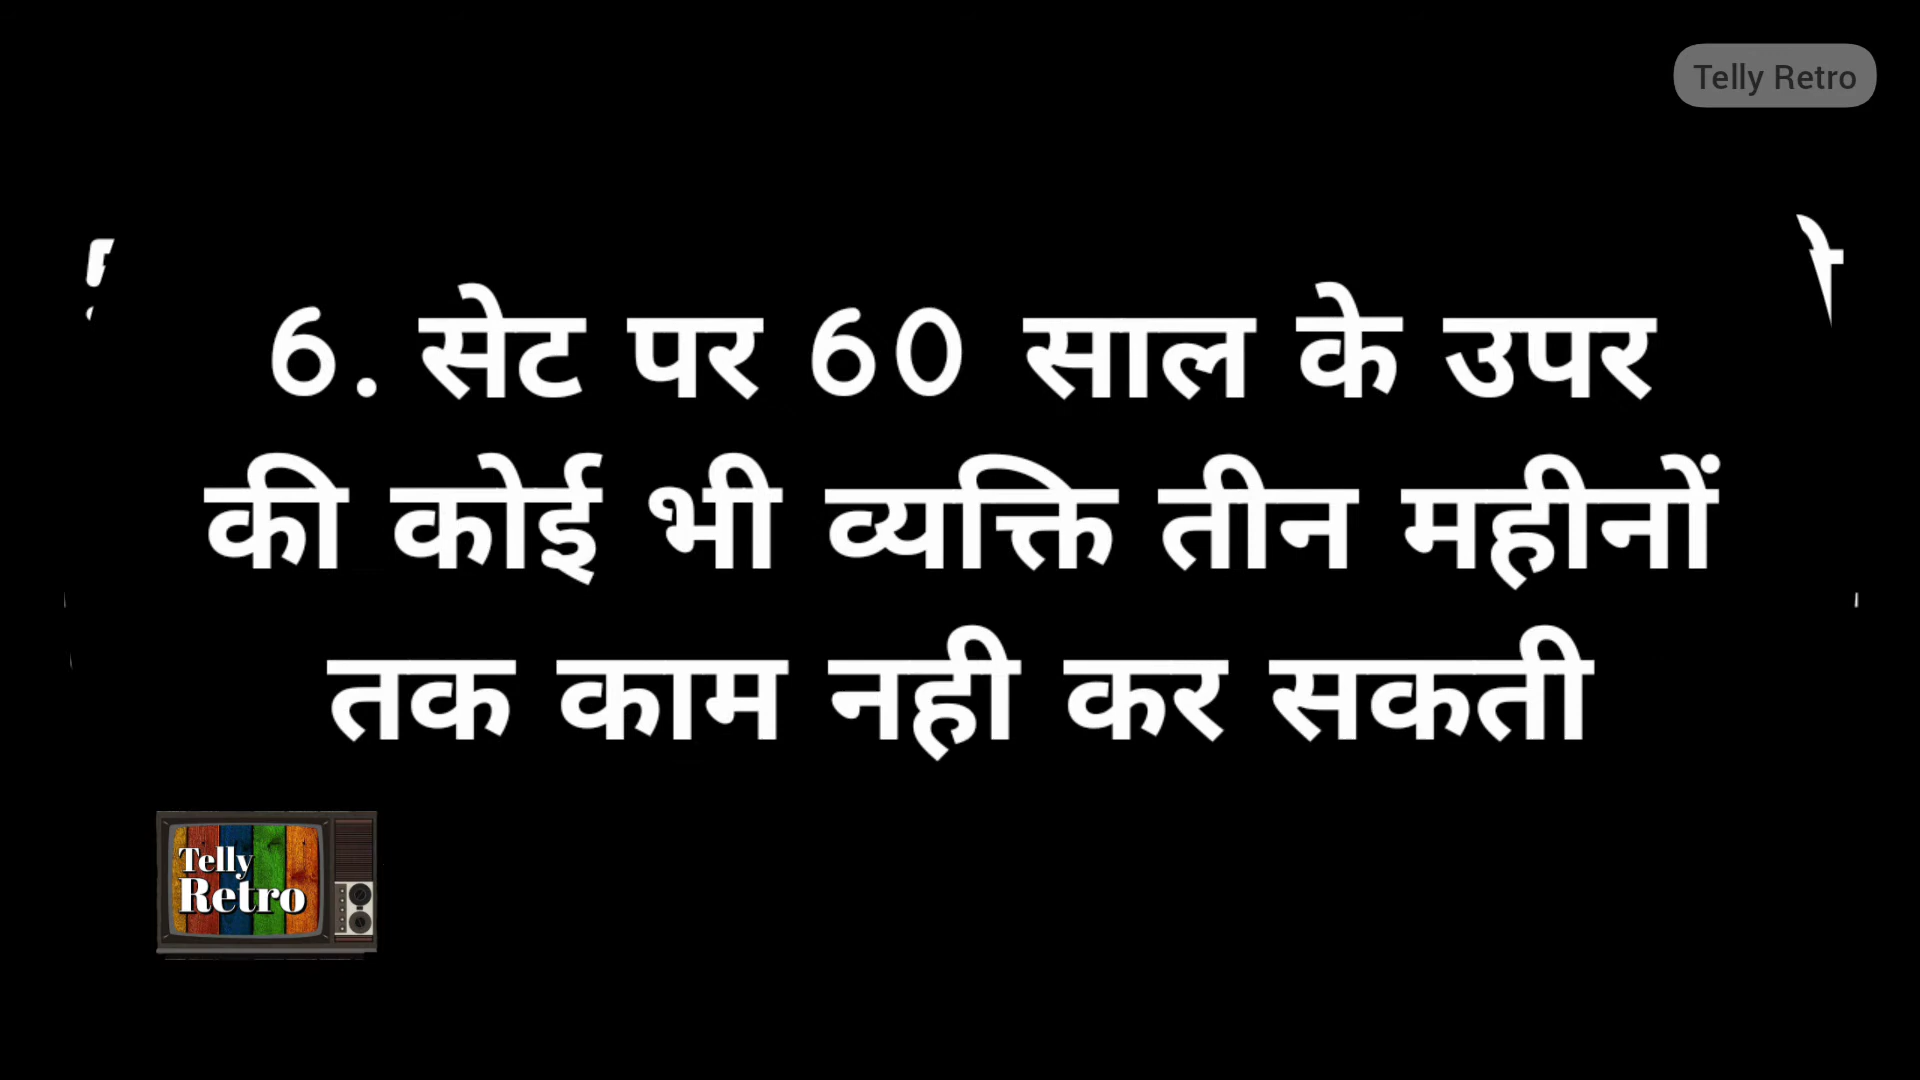 Telly Retro
6. सेट पर 60 साल के उपर
की कोई भी व्यक्ति तीन महीनों
तक काम नही कर सकती
Telly
Retro